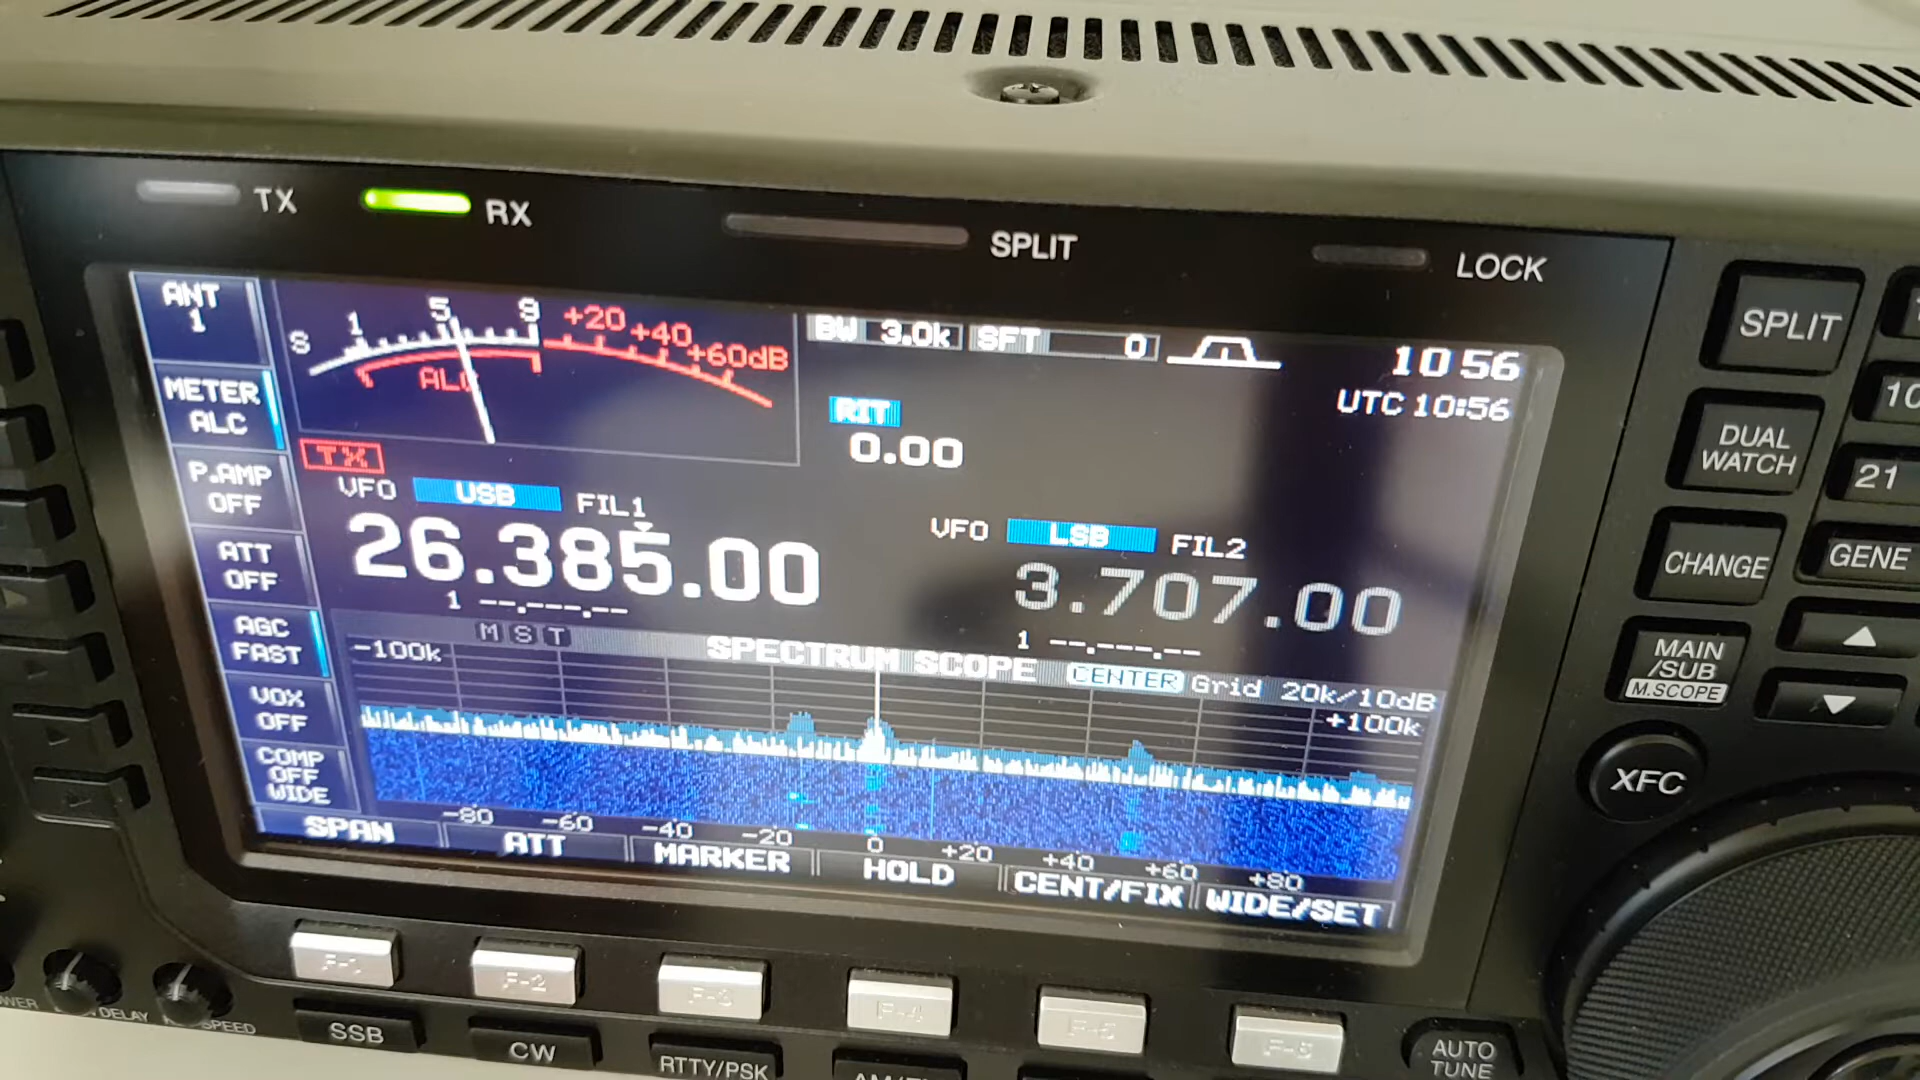 TX
RX
SPLIT
LOCK
SPLIT
ANT
1
S 1 5 9 +20 +40 +60dB
ALC
BW 3.0k
SFT 0
10 56
UTC 10:56
METER
ALC
RIT
0.00
TX
P.AMP
OFF
VFO USB FIL1
26.385.00
1 --.---.--
VFO LSB FIL2
3.707.00
1 --.---.--
ATT
OFF
AGC
FAST
VOX
OFF
COMP
OFF
WIDE
M S T
SPECTRUM SCOPE
CENTER Grid 20k/10dB
-100k
+100k
-80 -60 -40 -20 0 +20 +40 +60 +80
SPAN ATT MARKER HOLD CENT/FIX WIDE/SET
DUAL
WATCH
21
CHANGE
GENE
MAIN
/SUB
M.SCOPE
XFC
F-1 F-2 F-3 F-4 F-5 F-6
DELAY
SPEED
SSB
CW
RTTY/PSK
AUTO
TUNE